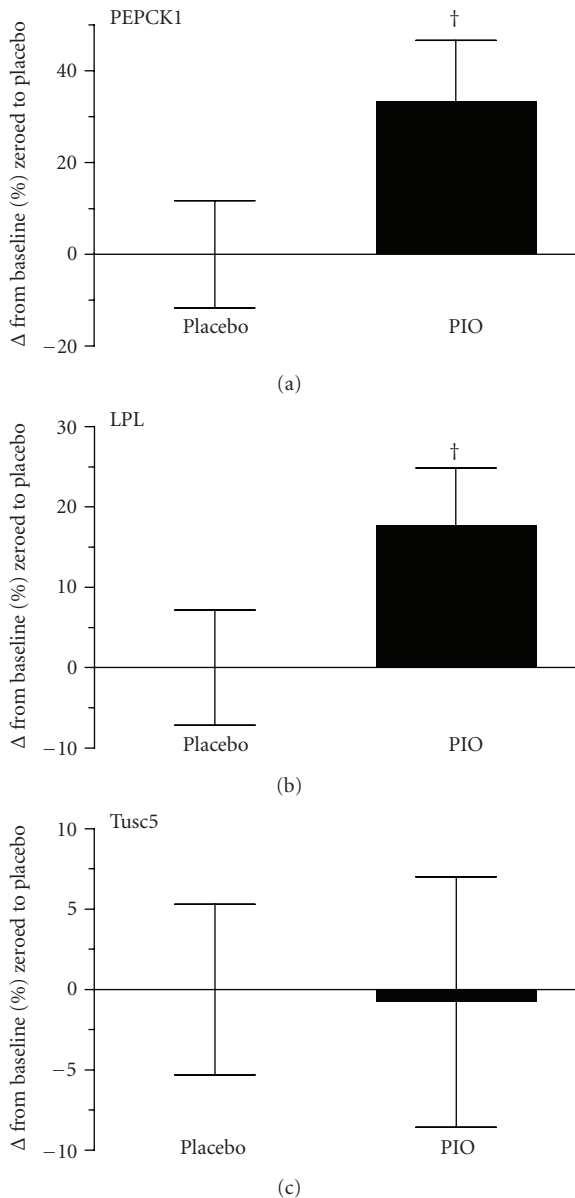 PEPCK1
†
Δ from baseline (%) zeroed to placebo
40
20
0
−20
Placebo
PIO
(a)
LPL
†
Δ from baseline (%) zeroed to placebo
30
20
10
0
−10
Placebo
PIO
(b)
Tusc5
Δ from baseline (%) zeroed to placebo
10
5
0
−5
−10
Placebo
PIO
(c)